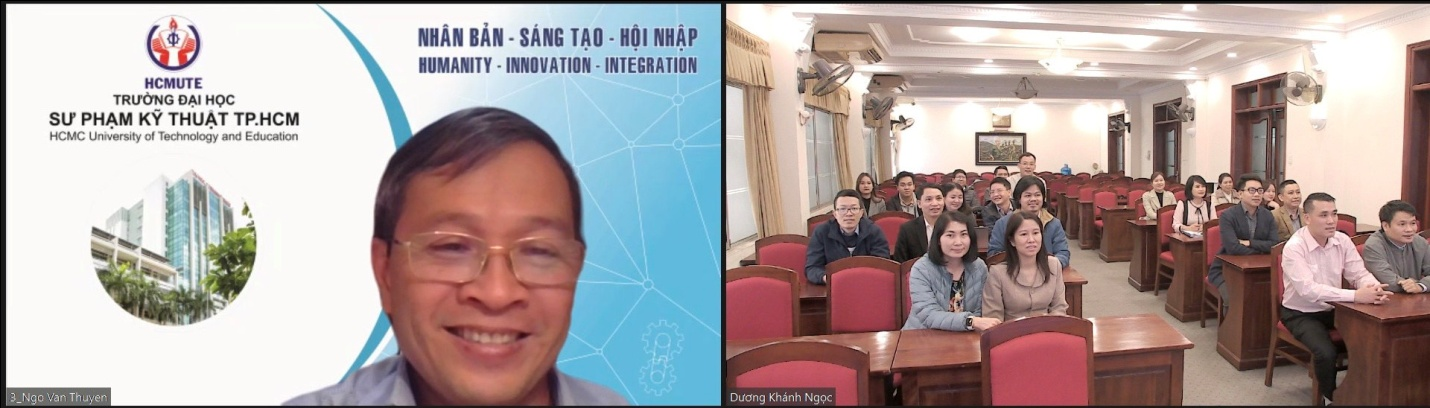 HCMUTE
TRƯỜNG ĐẠI HỌC
SƯ PHẠM KỸ THUẬT TP.HCM
HCMC University of Technology and Education
NHÂN BẢN - SÁNG TẠO - HỘI NHẬP
HUMANITY - INNOVATION - INTEGRATION
3_Ngo Van Thuyen
Dương Khánh Ngọc